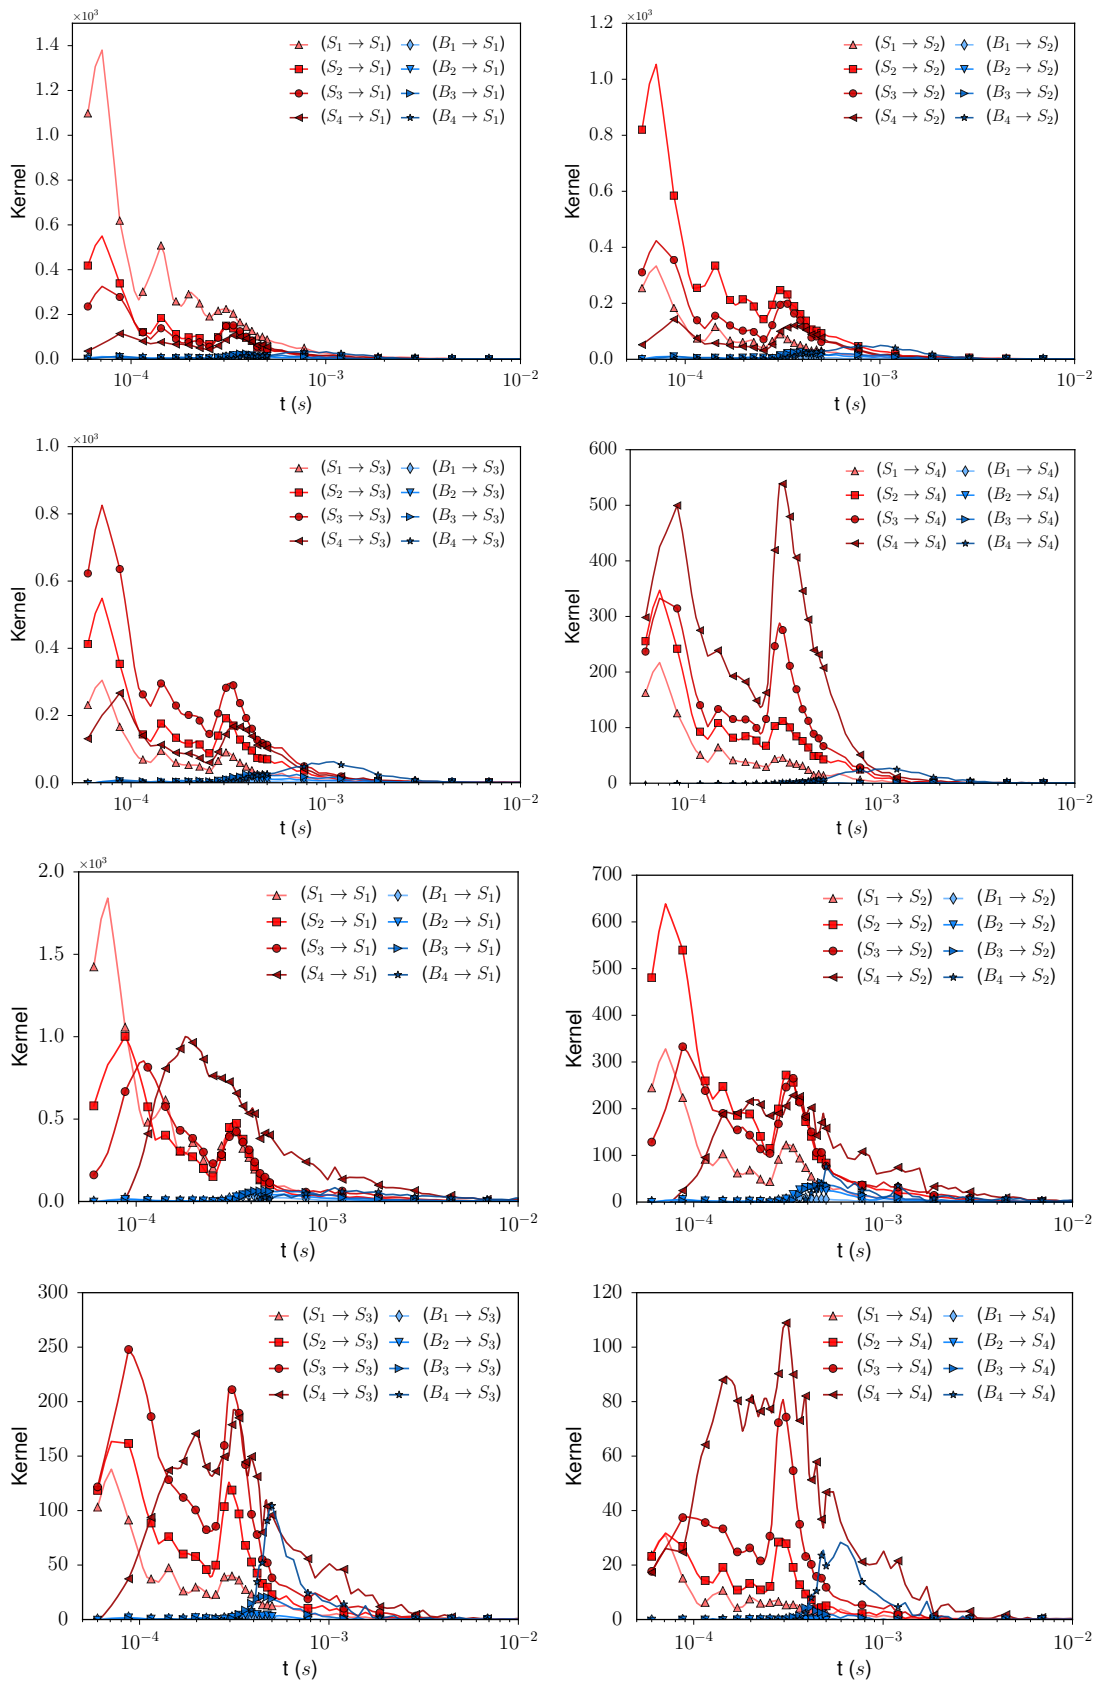 ×10³
1.4
1.2
1.0
0.8
0.6
0.4
0.2
0.0
Kernel
(S₁ → S₁) (B₁ → S₁)
(S₂ → S₁) (B₂ → S₁)
(S₃ → S₁) (B₃ → S₁)
(S₄ → S₁) (B₄ → S₁)
10⁻⁴ 10⁻³ 10⁻²
t (s)
×10³
1.2
1.0
0.8
0.6
0.4
0.2
0.0
Kernel
(S₁ → S₂) (B₁ → S₂)
(S₂ → S₂) (B₂ → S₂)
(S₃ → S₂) (B₃ → S₂)
(S₄ → S₂) (B₄ → S₂)
10⁻⁴ 10⁻³ 10⁻²
t (s)
×10³
1.0
0.8
0.6
0.4
0.2
0.0
Kernel
(S₁ → S₃) (B₁ → S₃)
(S₂ → S₃) (B₂ → S₃)
(S₃ → S₃) (B₃ → S₃)
(S₄ → S₃) (B₄ → S₃)
10⁻⁴ 10⁻³ 10⁻²
t (s)
600
500
400
300
200
100
0
Kernel
(S₁ → S₄) (B₁ → S₄)
(S₂ → S₄) (B₂ → S₄)
(S₃ → S₄) (B₃ → S₄)
(S₄ → S₄) (B₄ → S₄)
10⁻⁴ 10⁻³ 10⁻²
t (s)
×10³
2.0
1.5
1.0
0.5
0.0
Kernel
(S₁ → S₁) (B₁ → S₁)
(S₂ → S₁) (B₂ → S₁)
(S₃ → S₁) (B₃ → S₁)
(S₄ → S₁) (B₄ → S₁)
10⁻⁴ 10⁻³ 10⁻²
t (s)
700
600
500
400
300
200
100
0
Kernel
(S₁ → S₂) (B₁ → S₂)
(S₂ → S₂) (B₂ → S₂)
(S₃ → S₂) (B₃ → S₂)
(S₄ → S₂) (B₄ → S₂)
10⁻⁴ 10⁻³ 10⁻²
t (s)
300
250
200
150
100
50
0
Kernel
(S₁ → S₃) (B₁ → S₃)
(S₂ → S₃) (B₂ → S₃)
(S₃ → S₃) (B₃ → S₃)
(S₄ → S₃) (B₄ → S₃)
10⁻⁴ 10⁻³ 10⁻²
t (s)
120
100
80
60
40
20
0
Kernel
(S₁ → S₄) (B₁ → S₄)
(S₂ → S₄) (B₂ → S₄)
(S₃ → S₄) (B₃ → S₄)
(S₄ → S₄) (B₄ → S₄)
10⁻⁴ 10⁻³ 10⁻²
t (s)